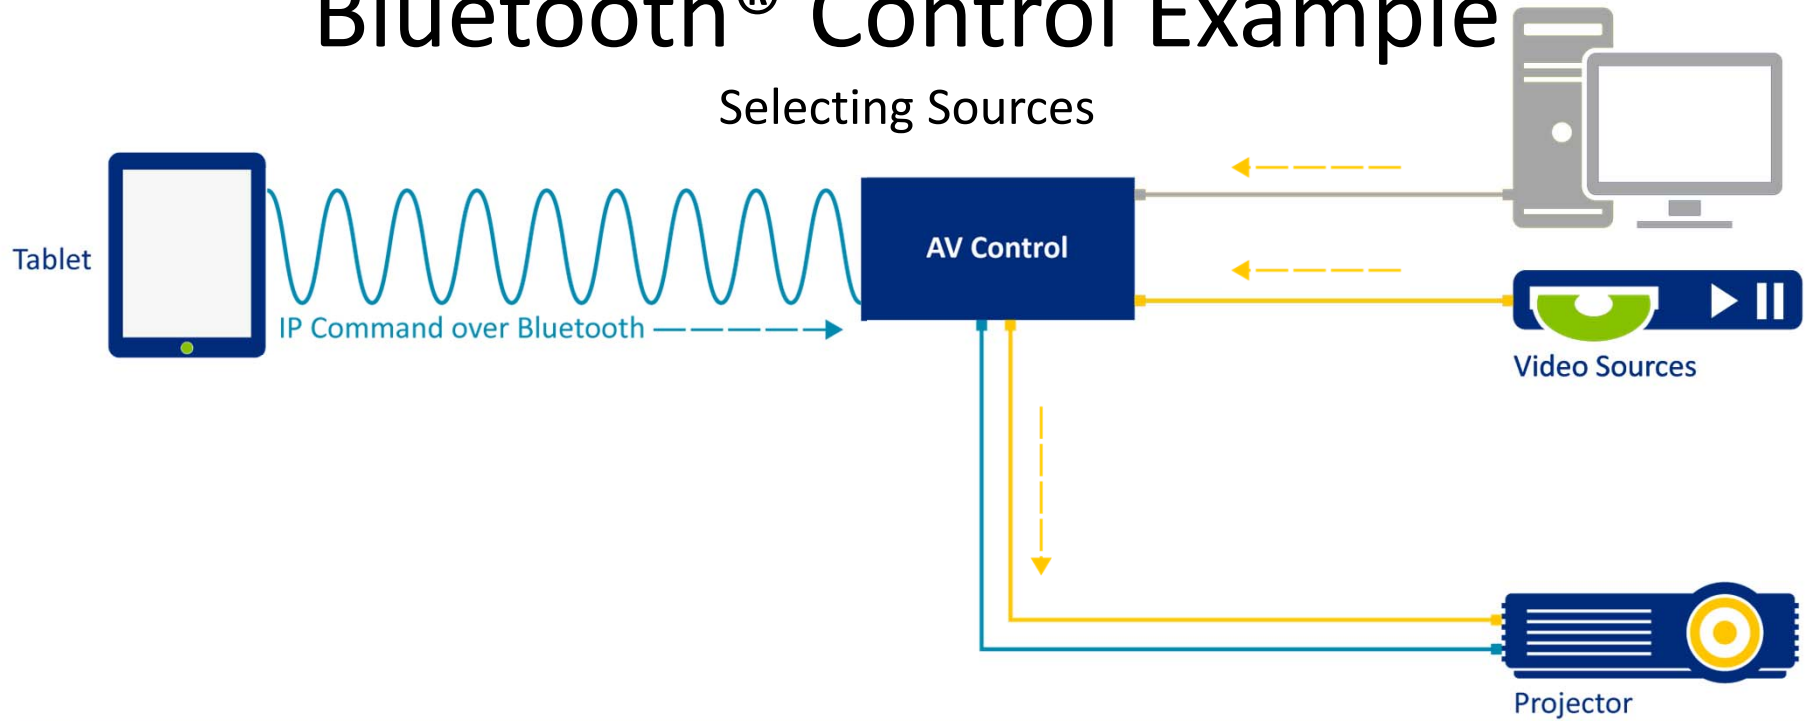 Bluetooth® Control Example
Selecting Sources
Tablet
AV Control
IP Command over Bluetooth
Video Sources
Projector